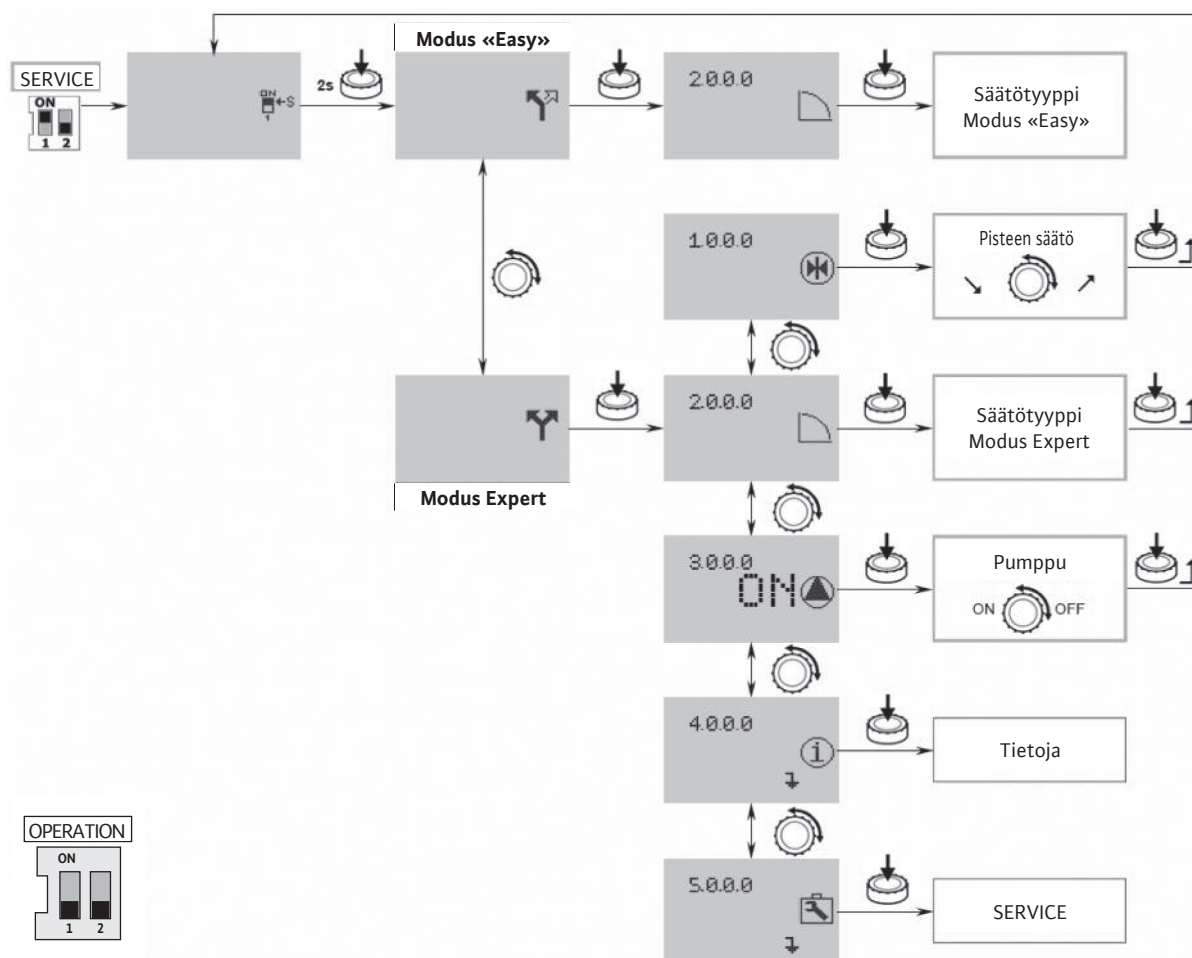 Modus «Easy»
SERVICE
ON
1 2
ON
←S
1
2s
2.0.0.0
Säätötyyppi
Modus «Easy»
1.0.0.0
Pisteen säätö
Modus Expert
2.0.0.0
Säätötyyppi
Modus Expert
3.0.0.0
ON
Pumppu
ON OFF
4.0.0.0
i
Tietoja
OPERATION
ON
1 2
5.0.0.0
SERVICE